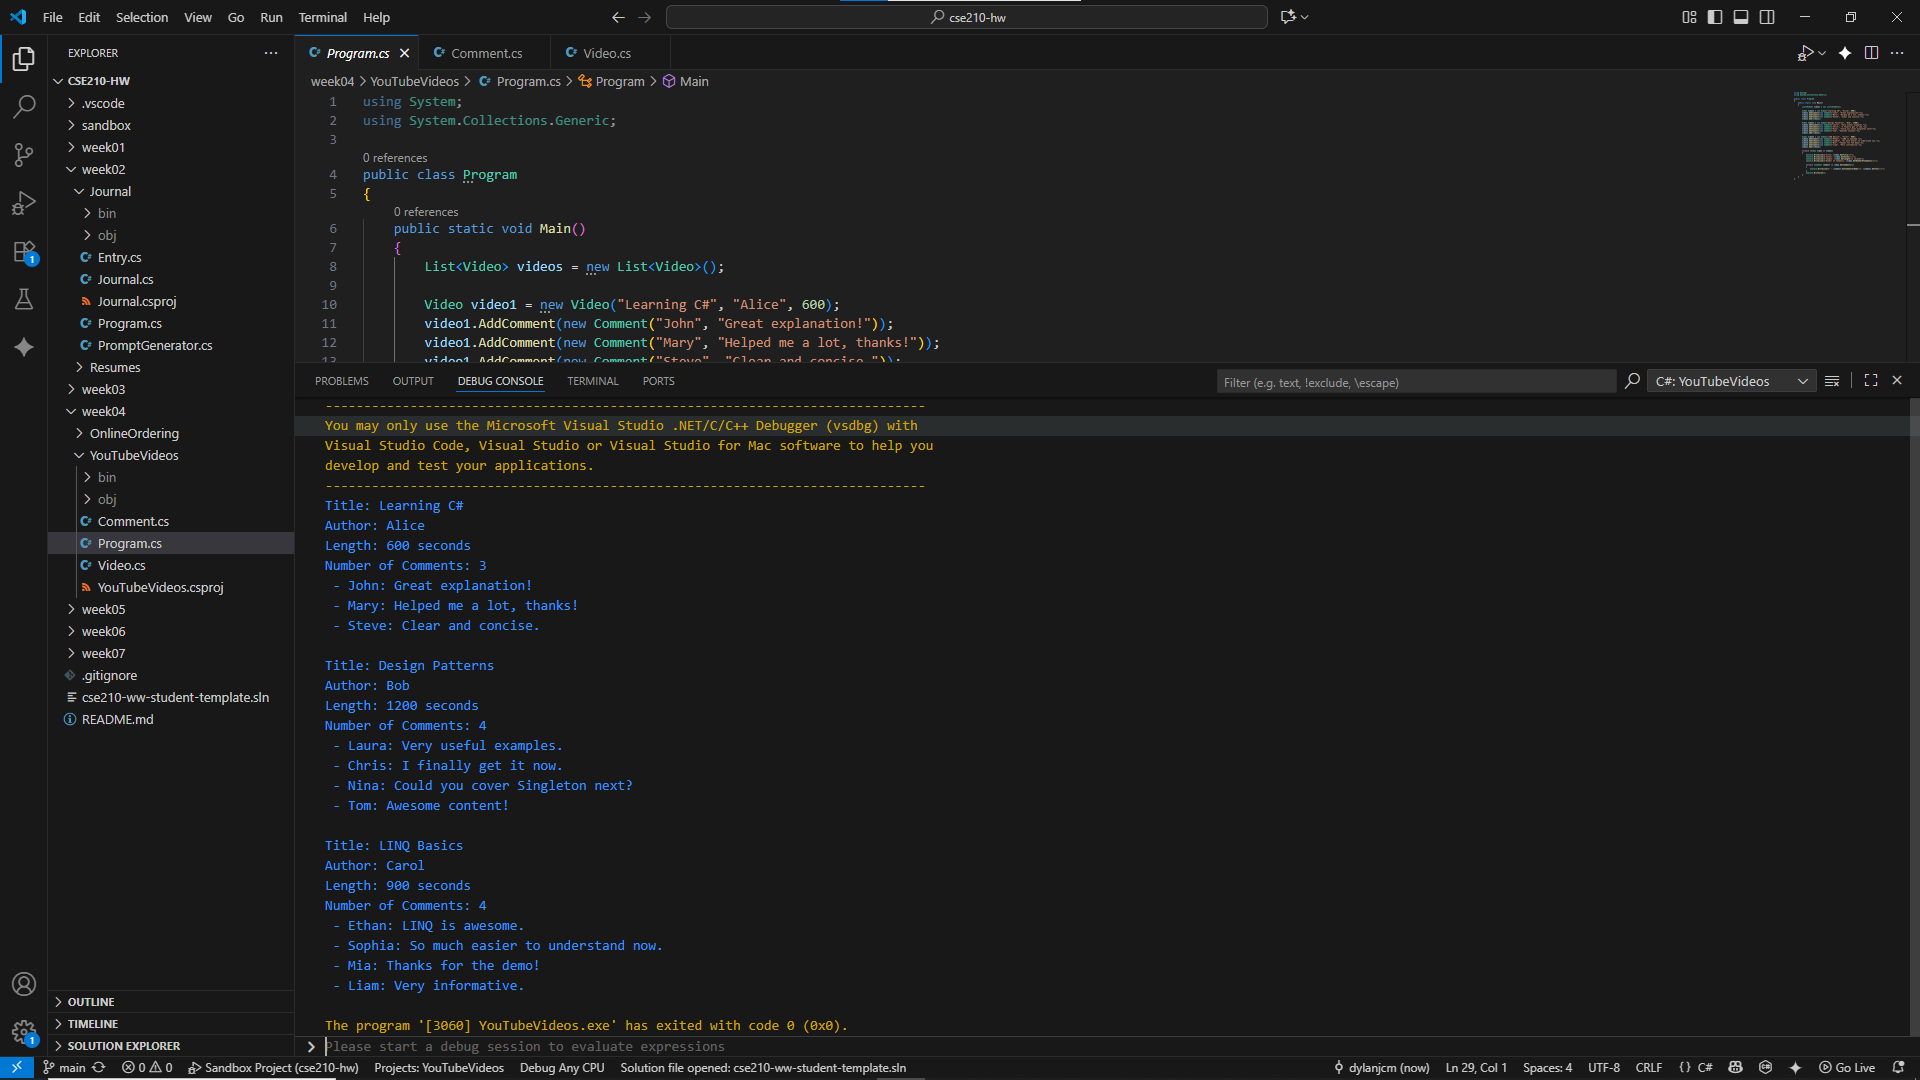 File Edit Selection View Go Run Terminal Help
cse210-hw
EXPLORER
CSE210-HW
.vscode
sandbox
week01
week02
Journal
bin
obj
Entry.cs
Journal.cs
Journal.csproj
Program.cs
PromptGenerator.cs
Resumes
week03
week04
OnlineOrdering
YouTubeVideos
bin
obj
Comment.cs
Program.cs
Video.cs
YouTubeVideos.csproj
week05
week06
week07
.gitignore
cse210-ww-student-template.sln
README.md
OUTLINE
TIMELINE
SOLUTION EXPLORER
1
1
Program.cs Comment.cs Video.cs
week04 > YouTubeVideos > Program.cs > Program > Main
1 using System;
2 using System.Collections.Generic;
3
0 references
4 public class Program
5 {
0 references
6 public static void Main()
7 {
8 List<Video> videos = new List<Video>();
9
10 Video video1 = new Video("Learning C#", "Alice", 600);
11 video1.AddComment(new Comment("John", "Great explanation!"));
12 video1.AddComment(new Comment("Mary", "Helped me a lot, thanks!"));
13 video1.AddComment(new Comment("Steve", "Clear and concise."));
PROBLEMS OUTPUT DEBUG CONSOLE TERMINAL PORTS
Filter (e.g. text, !exclude, \escape)
C#: YouTubeVideos
------------------------------------------------------------------------------
You may only use the Microsoft Visual Studio .NET/C/C++ Debugger (vsdbg) with
Visual Studio Code, Visual Studio or Visual Studio for Mac software to help you
develop and test your applications.
------------------------------------------------------------------------------
Title: Learning C#
Author: Alice
Length: 600 seconds
Number of Comments: 3
- John: Great explanation!
- Mary: Helped me a lot, thanks!
- Steve: Clear and concise.
Title: Design Patterns
Author: Bob
Length: 1200 seconds
Number of Comments: 4
- Laura: Very useful examples.
- Chris: I finally get it now.
- Nina: Could you cover Singleton next?
- Tom: Awesome content!
Title: LINQ Basics
Author: Carol
Length: 900 seconds
Number of Comments: 4
- Ethan: LINQ is awesome.
- Sophia: So much easier to understand now.
- Mia: Thanks for the demo!
- Liam: Very informative.
The program '[3060] YouTubeVideos.exe' has exited with code 0 (0x0).
Please start a debug session to evaluate expressions
main 0 0 Sandbox Project (cse210-hw) Projects: YouTubeVideos Debug Any CPU Solution file opened: cse210-ww-student-template.sln dylanjcm (now) Ln 29, Col 1 Spaces: 4 UTF-8 CRLF {} C# Go Live